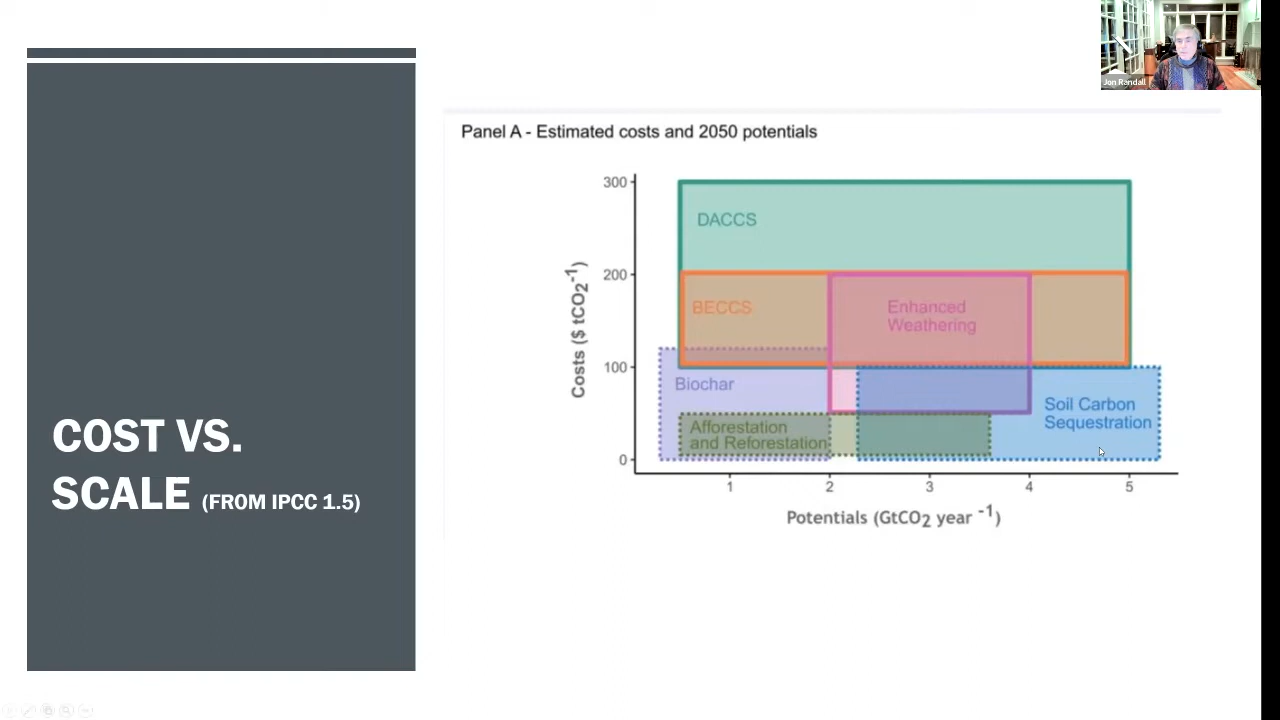 Jon Randall
Panel A - Estimated costs and 2050 potentials
COST VS.
SCALE (FROM IPCC 1.5)
Costs ($ tCO2-1)
300
200
100
0
DACCS
BECCS
Enhanced
Weathering
Biochar
Afforestation
and Reforestation
Soil Carbon
Sequestration
1
2
3
4
5
Potentials (GtCO2 year -1)